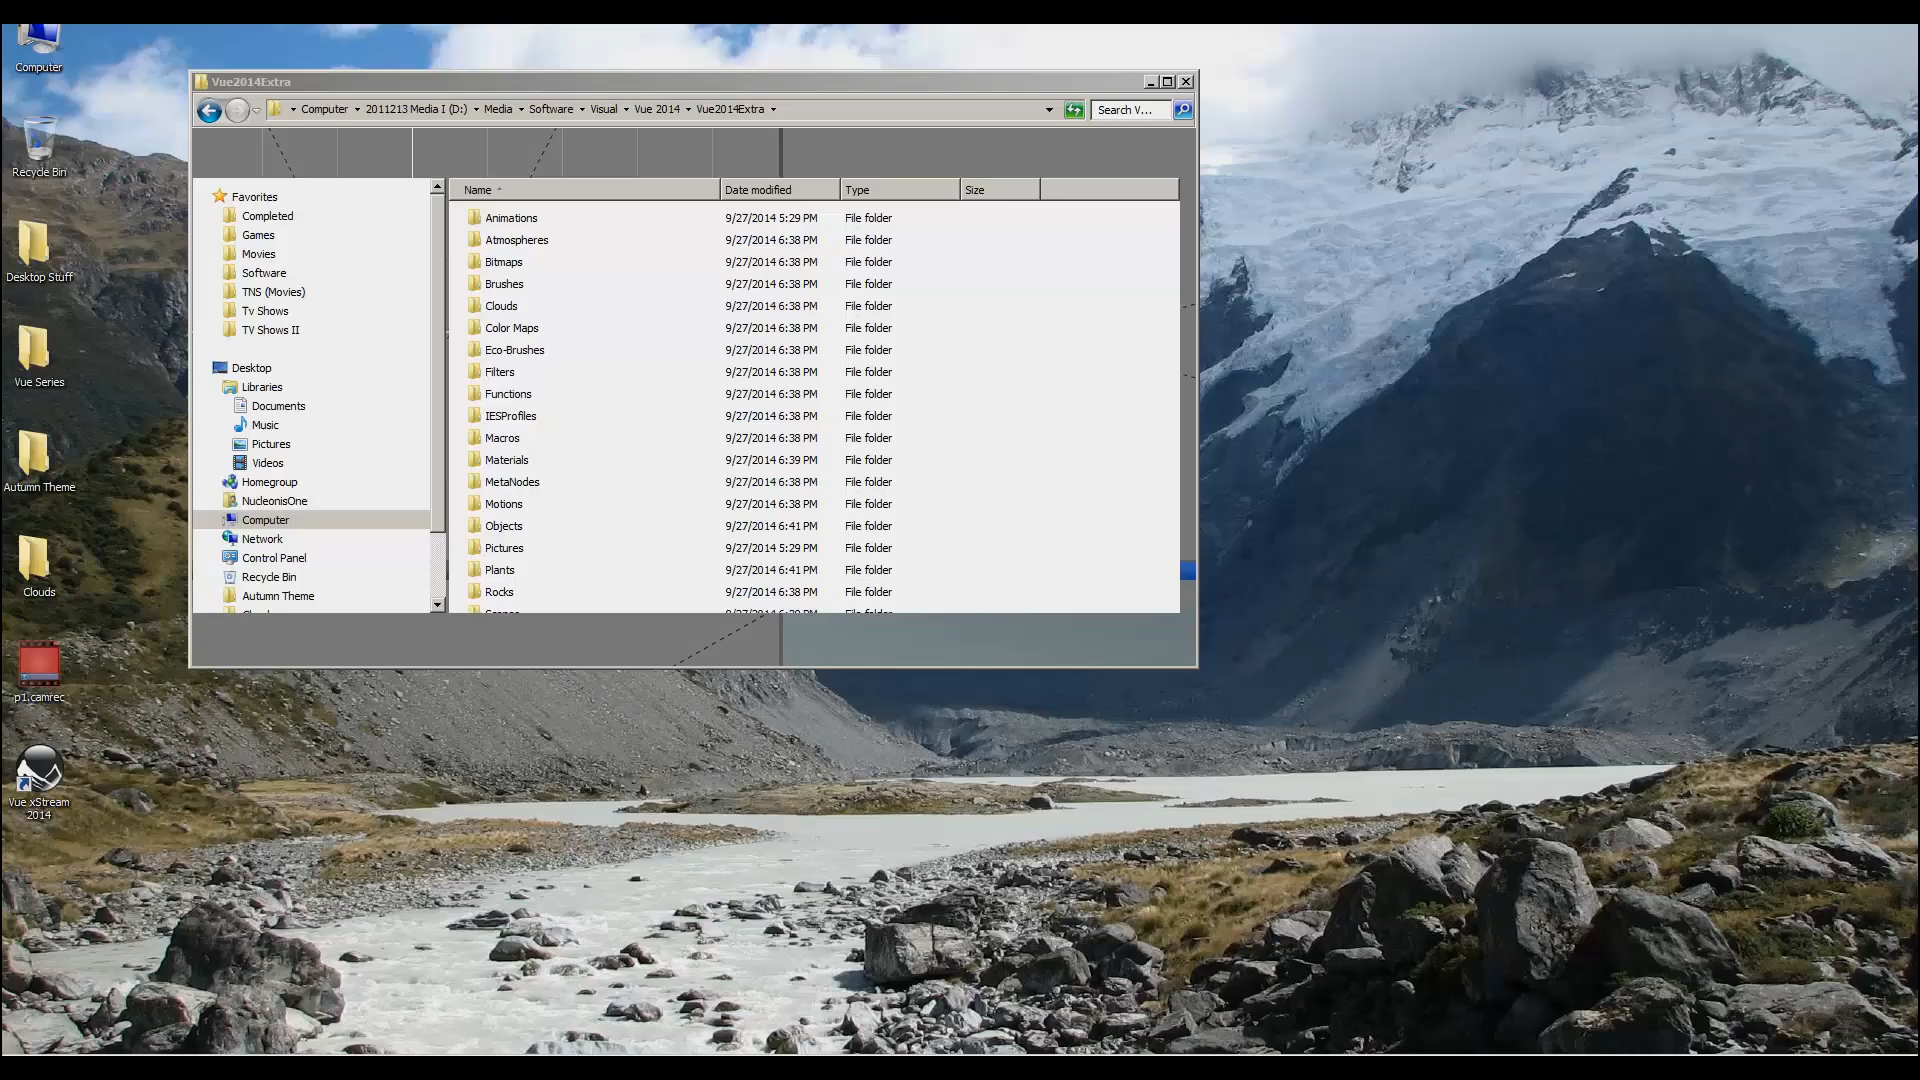 Computer
Recycle Bin
Desktop Stuff
Vue Series
Autumn Theme
Clouds
p1.camrec
Vue xStream
2014
Vue2014Extra
Computer 2011213 Media I (D:) Media Software Visual Vue 2014 Vue2014Extra
Search V...
Favorites
Completed
Games
Movies
Software
TNS (Movies)
Tv Shows
TV Shows II
Desktop
Libraries
Documents
Music
Pictures
Videos
Homegroup
NucleonisOne
Computer
Network
Control Panel
Recycle Bin
Autumn Theme
Name Date modified Type Size
Animations 9/27/2014 5:29 PM File folder
Atmospheres 9/27/2014 6:38 PM File folder
Bitmaps 9/27/2014 6:38 PM File folder
Brushes 9/27/2014 6:38 PM File folder
Clouds 9/27/2014 6:38 PM File folder
Color Maps 9/27/2014 6:38 PM File folder
Eco-Brushes 9/27/2014 6:38 PM File folder
Filters 9/27/2014 6:38 PM File folder
Functions 9/27/2014 6:38 PM File folder
IESProfiles 9/27/2014 6:38 PM File folder
Macros 9/27/2014 6:38 PM File folder
Materials 9/27/2014 6:39 PM File folder
MetaNodes 9/27/2014 6:38 PM File folder
Motions 9/27/2014 6:38 PM File folder
Objects 9/27/2014 6:41 PM File folder
Pictures 9/27/2014 5:29 PM File folder
Plants 9/27/2014 6:41 PM File folder
Rocks 9/27/2014 6:38 PM File folder